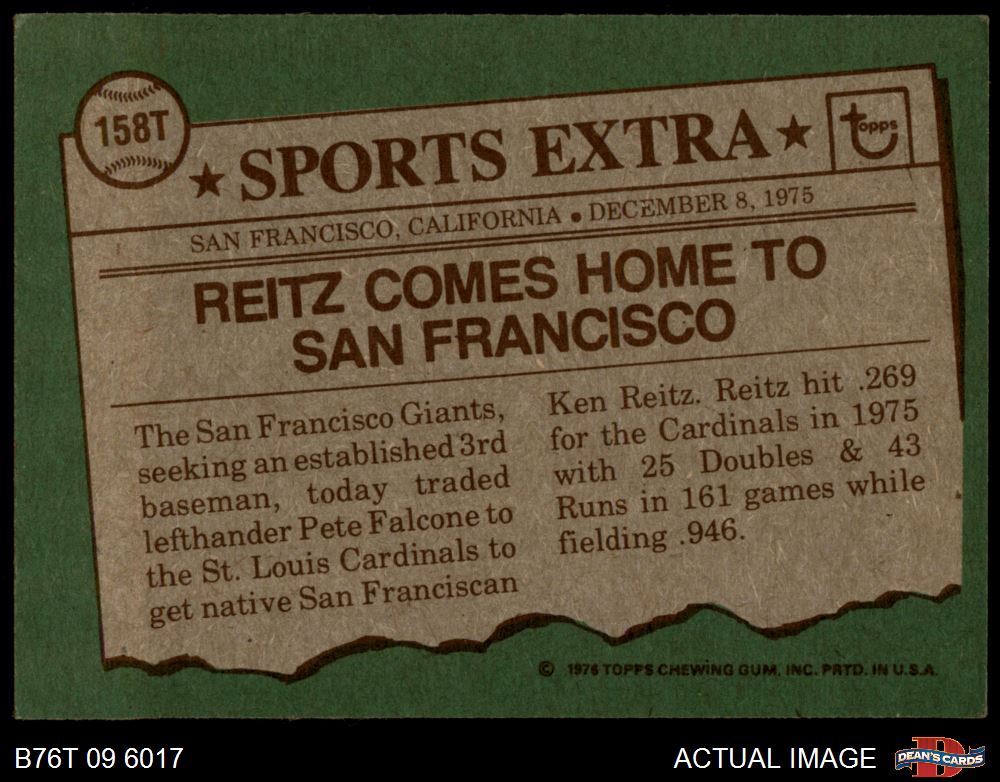 158T
★ SPORTS EXTRA ★
topps
SAN FRANCISCO, CALIFORNIA • DECEMBER 8, 1975
REITZ COMES HOME TO
SAN FRANCISCO
The San Francisco Giants,
seeking an established 3rd
baseman, today traded
lefthander Pete Falcone to
the St. Louis Cardinals to
get native San Franciscan
Ken Reitz. Reitz hit .269
for the Cardinals in 1975
with 25 Doubles & 43
Runs in 161 games while
fielding .946.
© 1976 TOPPS CHEWING GUM, INC. PRTD. IN U.S.A.
B76T 09 6017
ACTUAL IMAGE
D
DEAN'S CARDS